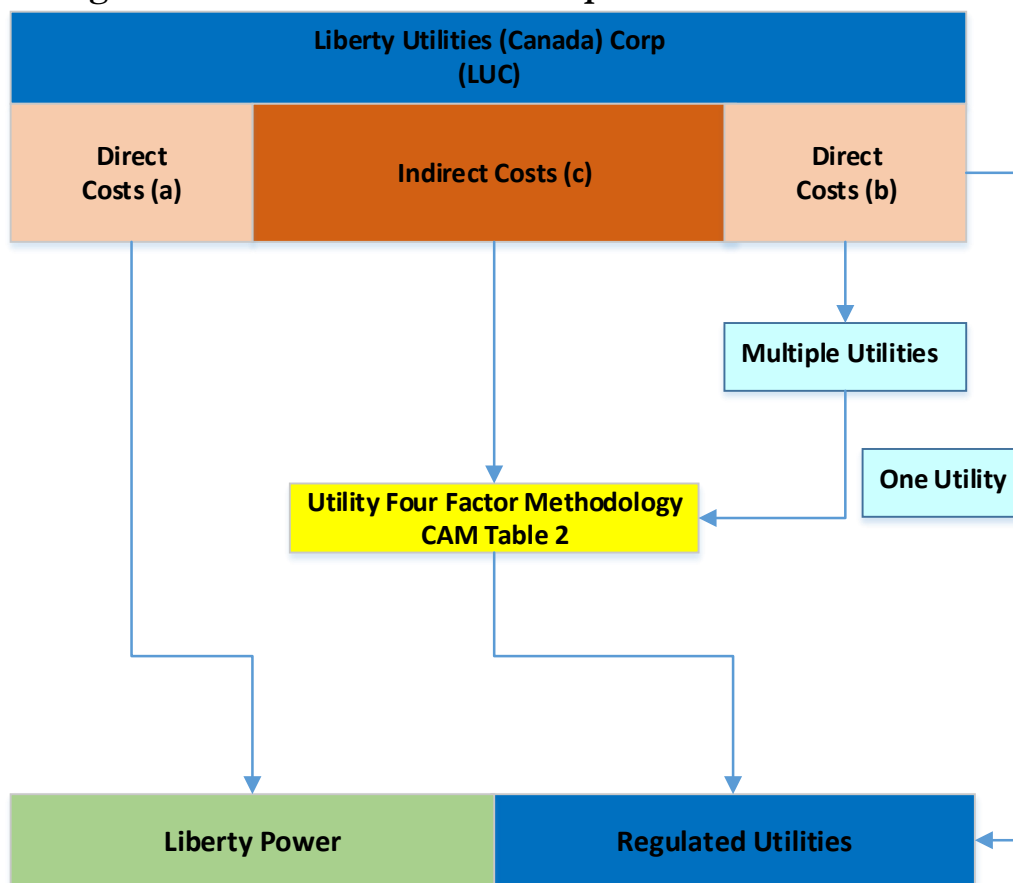 Liberty Utilities (Canada) Corp
(LUC)
Direct
Costs (a)
Indirect Costs (c)
Direct
Costs (b)
Multiple Utilities
One Utility
Utility Four Factor Methodology
CAM Table 2
Liberty Power
Regulated Utilities